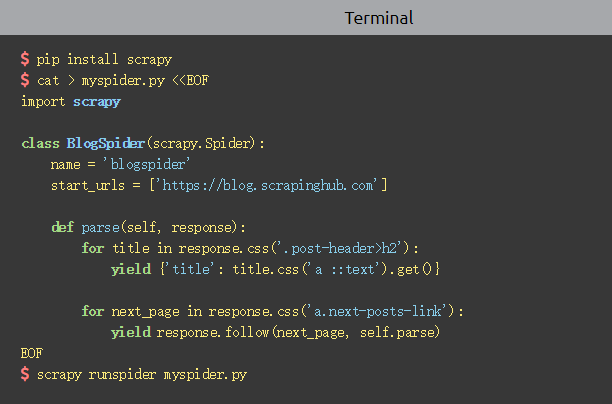 Terminal
$ pip install scrapy
$ cat > myspider.py <<EOF
import scrapy
class BlogSpider(scrapy.Spider):
    name = 'blogspider'
    start_urls = ['https://blog.scrapinghub.com']
    def parse(self, response):
        for title in response.css('.post-header>h2'):
            yield {'title': title.css('a ::text').get()}
        for next_page in response.css('a.next-posts-link'):
            yield response.follow(next_page, self.parse)
EOF
$ scrapy runspider myspider.py